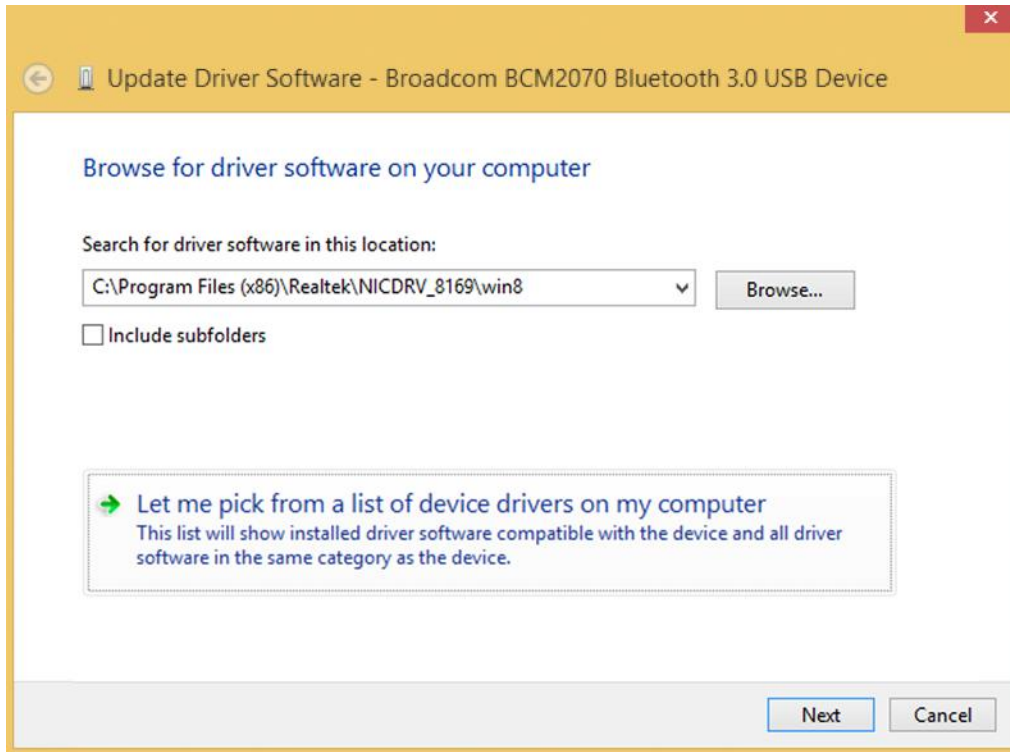 Update Driver Software - Broadcom BCM2070 Bluetooth 3.0 USB Device
Browse for driver software on your computer
Search for driver software in this location:
C:\Program Files (x86)\Realtek\NICDRV_8169\win8
Browse...
Include subfolders
Let me pick from a list of device drivers on my computer
This list will show installed driver software compatible with the device and all driver
software in the same category as the device.
Next
Cancel